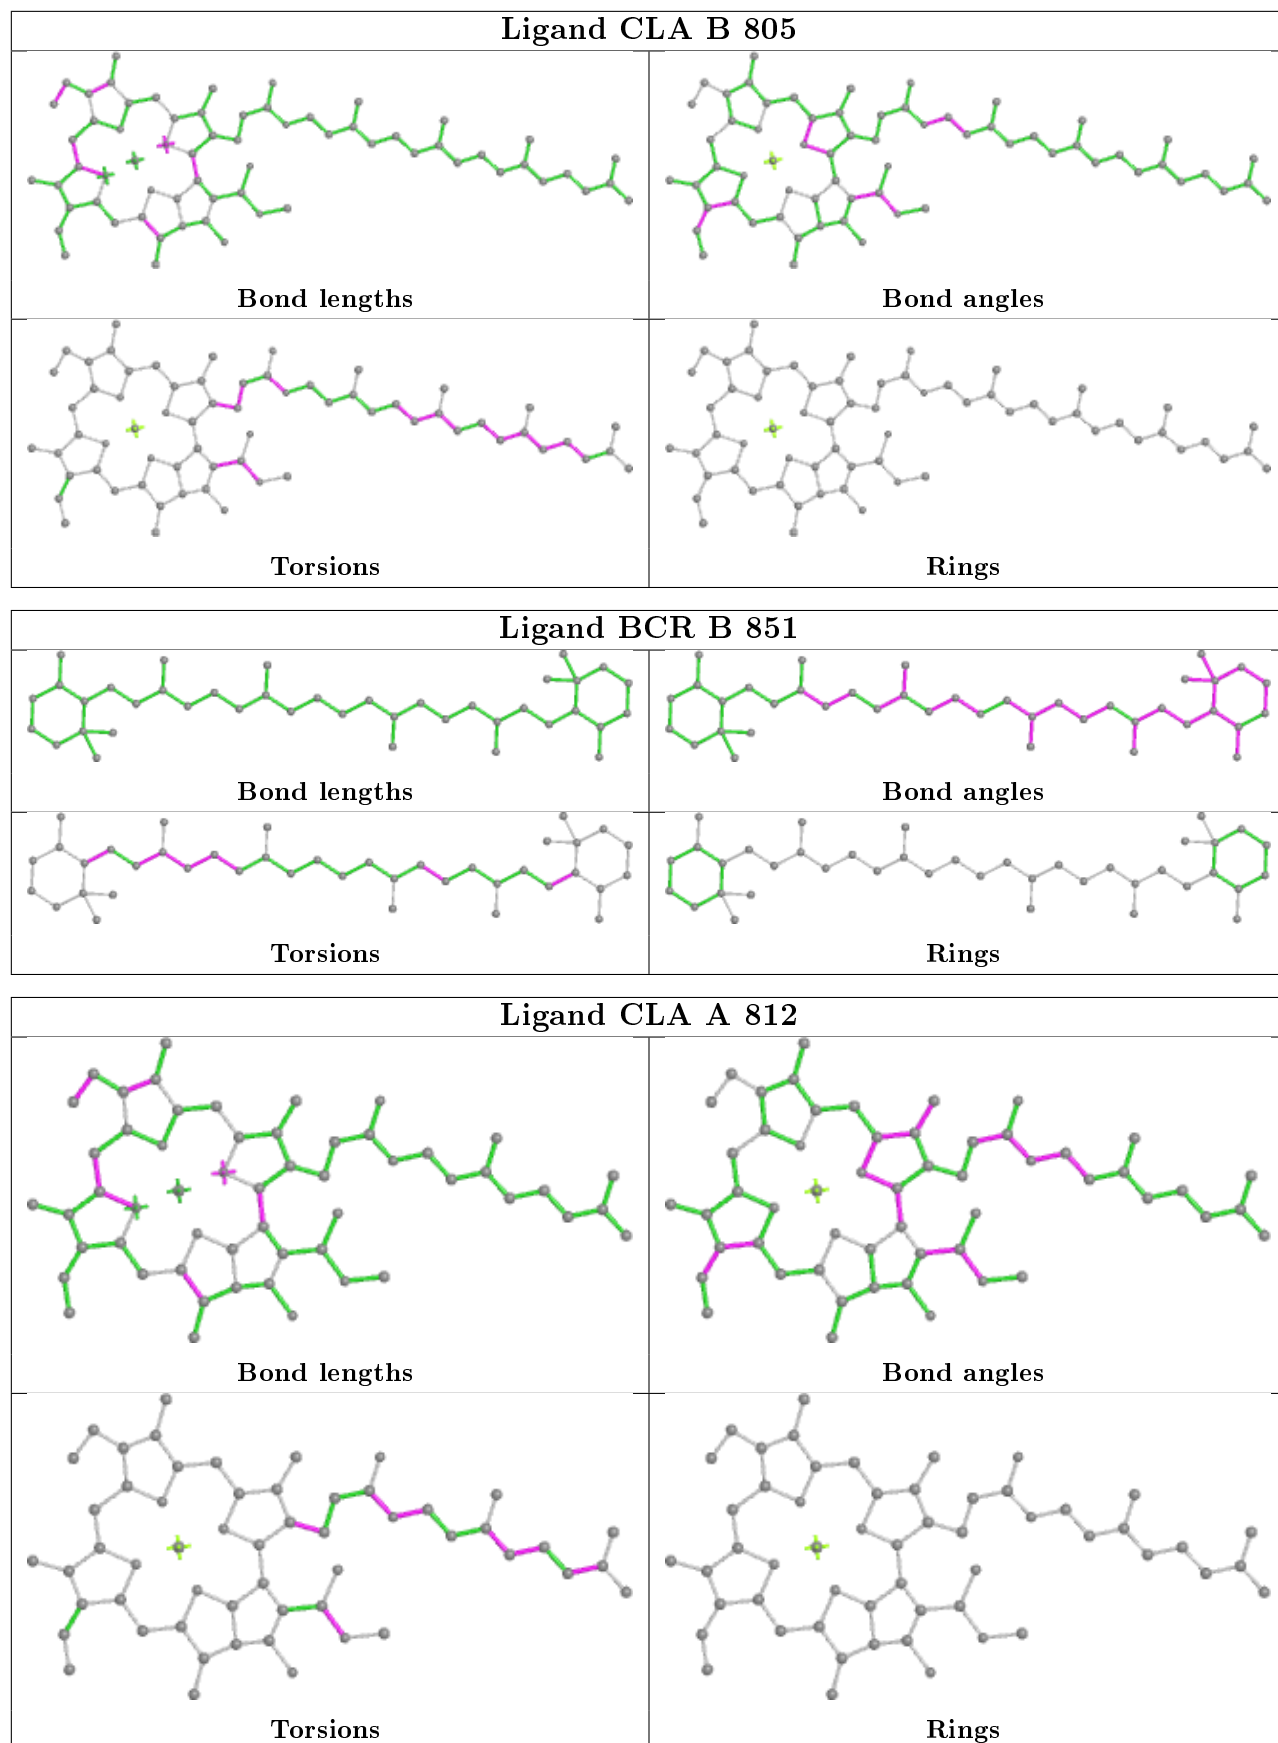 Ligand CLA B 805
Bond lengths
Bond angles
Torsions
Rings
Ligand BCR B 851
Bond lengths
Bond angles
Torsions
Rings
Ligand CLA A 812
Bond lengths
Bond angles
Torsions
Rings